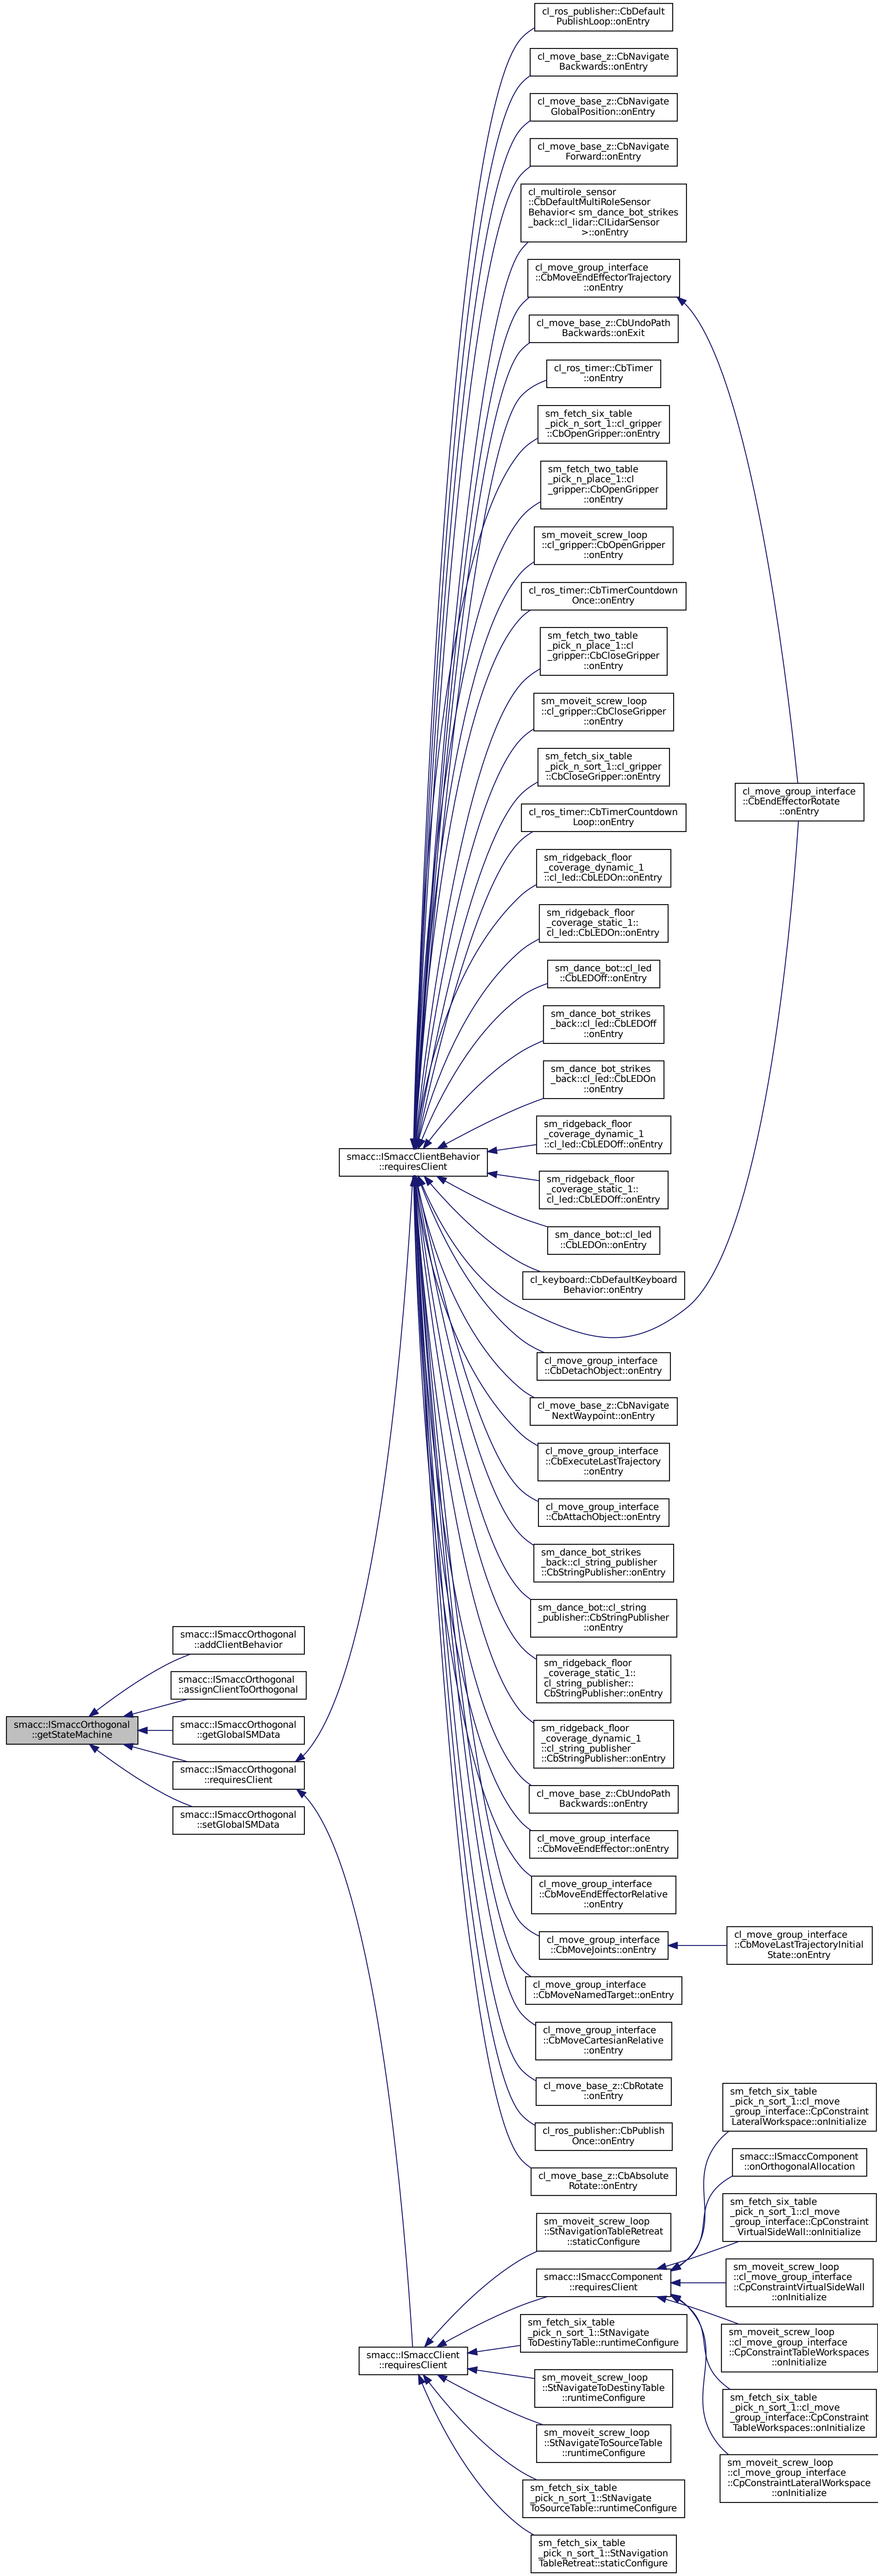 cl_ros_publisher::CbDefault
PublishLoop::onEntry
cl_move_base_z::CbNavigate
Backwards::onEntry
cl_move_base_z::CbNavigate
GlobalPosition::onEntry
cl_move_base_z::CbNavigate
Forward::onEntry
cl_multirole_sensor
::CbDefaultMultiRoleSensor
Behavior< sm_dance_bot_strikes
_back::cl_lidar::ClLidarSensor
>::onEntry
cl_move_group_interface
::CbMoveEndEffectorTrajectory
::onEntry
cl_move_base_z::CbUndoPath
Backwards::onExit
cl_ros_timer::CbTimer
::onEntry
sm_fetch_six_table
_pick_n_sort_1::cl_gripper
::CbOpenGripper::onEntry
sm_fetch_two_table
_pick_n_place_1::cl
_gripper::CbOpenGripper
::onEntry
sm_moveit_screw_loop
::cl_gripper::CbOpenGripper
::onEntry
cl_ros_timer::CbTimerCountdown
Once::onEntry
sm_fetch_two_table
_pick_n_place_1::cl
_gripper::CbCloseGripper
::onEntry
sm_moveit_screw_loop
::cl_gripper::CbCloseGripper
::onEntry
sm_fetch_six_table
_pick_n_sort_1::cl_gripper
::CbCloseGripper::onEntry
cl_move_group_interface
::CbEndEffectorRotate
::onEntry
cl_ros_timer::CbTimerCountdown
Loop::onEntry
sm_ridgeback_floor
_coverage_dynamic_1
::cl_led::CbLEDOn::onEntry
sm_ridgeback_floor
_coverage_static_1::
cl_led::CbLEDOn::onEntry
sm_dance_bot::cl_led
::CbLEDOff::onEntry
sm_dance_bot_strikes
_back::cl_led::CbLEDOff
::onEntry
sm_dance_bot_strikes
_back::cl_led::CbLEDOn
::onEntry
sm_ridgeback_floor
_coverage_dynamic_1
::cl_led::CbLEDOff::onEntry
smacc::ISmaccClientBehavior
::requiresClient
sm_ridgeback_floor
_coverage_static_1::
cl_led::CbLEDOff::onEntry
sm_dance_bot::cl_led
::CbLEDOn::onEntry
cl_keyboard::CbDefaultKeyboard
Behavior::onEntry
cl_move_group_interface
::CbDetachObject::onEntry
cl_move_base_z::CbNavigate
NextWaypoint::onEntry
cl_move_group_interface
::CbExecuteLastTrajectory
::onEntry
cl_move_group_interface
::CbAttachObject::onEntry
sm_dance_bot_strikes
_back::cl_string_publisher
::CbStringPublisher::onEntry
sm_dance_bot::cl_string
_publisher::CbStringPublisher
::onEntry
smacc::ISmaccOrthogonal
::addClientBehavior
sm_ridgeback_floor
_coverage_static_1::
cl_string_publisher::
CbStringPublisher::onEntry
smacc::ISmaccOrthogonal
::assignClientToOrthogonal
smacc::ISmaccOrthogonal
::getStateMachine
smacc::ISmaccOrthogonal
::getGlobalSMData
sm_ridgeback_floor
_coverage_dynamic_1
::cl_string_publisher
::CbStringPublisher::onEntry
smacc::ISmaccOrthogonal
::requiresClient
cl_move_base_z::CbUndoPath
Backwards::onEntry
smacc::ISmaccOrthogonal
::setGlobalSMData
cl_move_group_interface
::CbMoveEndEffector::onEntry
cl_move_group_interface
::CbMoveEndEffectorRelative
::onEntry
cl_move_group_interface
::CbMoveJoints::onEntry
cl_move_group_interface
::CbMoveLastTrajectoryInitial
State::onEntry
cl_move_group_interface
::CbMoveNamedTarget::onEntry
cl_move_group_interface
::CbMoveCartesianRelative
::onEntry
cl_move_base_z::CbRotate
::onEntry
cl_ros_publisher::CbPublish
Once::onEntry
cl_move_base_z::CbAbsolute
Rotate::onEntry
sm_fetch_six_table
_pick_n_sort_1::cl_move
_group_interface::CpConstraint
LateralWorkspace::onInitialize
smacc::ISmaccComponent
::onOrthogonalAllocation
sm_fetch_six_table
_pick_n_sort_1::cl_move
_group_interface::CpConstraint
VirtualSideWall::onInitialize
sm_moveit_screw_loop
::StNavigationTableRetreat
::staticConfigure
smacc::ISmaccComponent
::requiresClient
sm_moveit_screw_loop
::cl_move_group_interface
::CpConstraintVirtualSideWall
::onInitialize
sm_fetch_six_table
_pick_n_sort_1::StNavigate
ToDestinyTable::runtimeConfigure
sm_moveit_screw_loop
::cl_move_group_interface
::CpConstraintTableWorkspaces
::onInitialize
smacc::ISmaccClient
::requiresClient
sm_moveit_screw_loop
::StNavigateToDestinyTable
::runtimeConfigure
sm_fetch_six_table
_pick_n_sort_1::cl_move
_group_interface::CpConstraint
TableWorkspaces::onInitialize
sm_moveit_screw_loop
::StNavigateToSourceTable
::runtimeConfigure
sm_moveit_screw_loop
::cl_move_group_interface
::CpConstraintLateralWorkspace
::onInitialize
sm_fetch_six_table
_pick_n_sort_1::StNavigate
ToSourceTable::runtimeConfigure
sm_fetch_six_table
_pick_n_sort_1::StNavigation
TableRetreat::staticConfigure